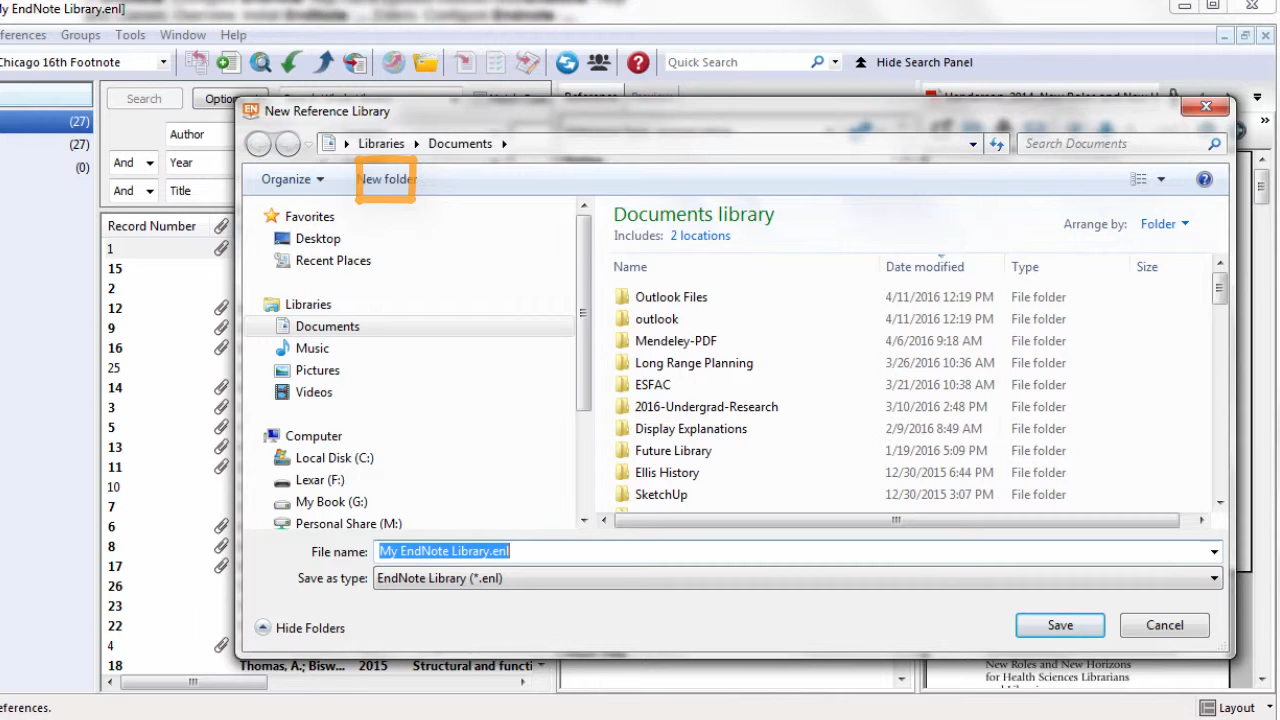 My EndNote Library.enl]
ferences Groups Tools Window Help
Chicago 16th Footnote
Quick Search
Hide Search Panel
Search
(27)
(27)
(0)
Author
And Year
And Title
Record Number
1
15
2
12
9
16
25
14
3
5
13
11
10
7
6
8
17
26
23
22
4
18
Thomas, A.; Bisw... 2015 Structural and functi
New Reference Library
Libraries Documents
Search Documents
Organize New folder
Favorites
Desktop
Recent Places
Libraries
Documents
Music
Pictures
Videos
Computer
Local Disk (C:)
Lexar (F:)
My Book (G:)
Personal Share (M:)
Documents library
Includes: 2 locations
Arrange by: Folder
Name Date modified Type Size
Outlook Files 4/11/2016 12:19 PM File folder
outlook 4/11/2016 12:19 PM File folder
Mendeley-PDF 4/6/2016 9:18 AM File folder
Long Range Planning 3/26/2016 10:36 AM File folder
ESFAC 3/21/2016 10:38 AM File folder
2016-Undergrad-Research 3/10/2016 2:48 PM File folder
Display Explanations 2/9/2016 8:49 AM File folder
Future Library 1/19/2016 5:09 PM File folder
Ellis History 12/30/2015 6:44 PM File folder
SketchUp 12/30/2015 3:07 PM File folder
File name: My EndNote Library.enl
Save as type: EndNote Library (*.enl)
Hide Folders
Save Cancel
New Roles and New Horizons
for Health Sciences Librarians
eferences.
Layout